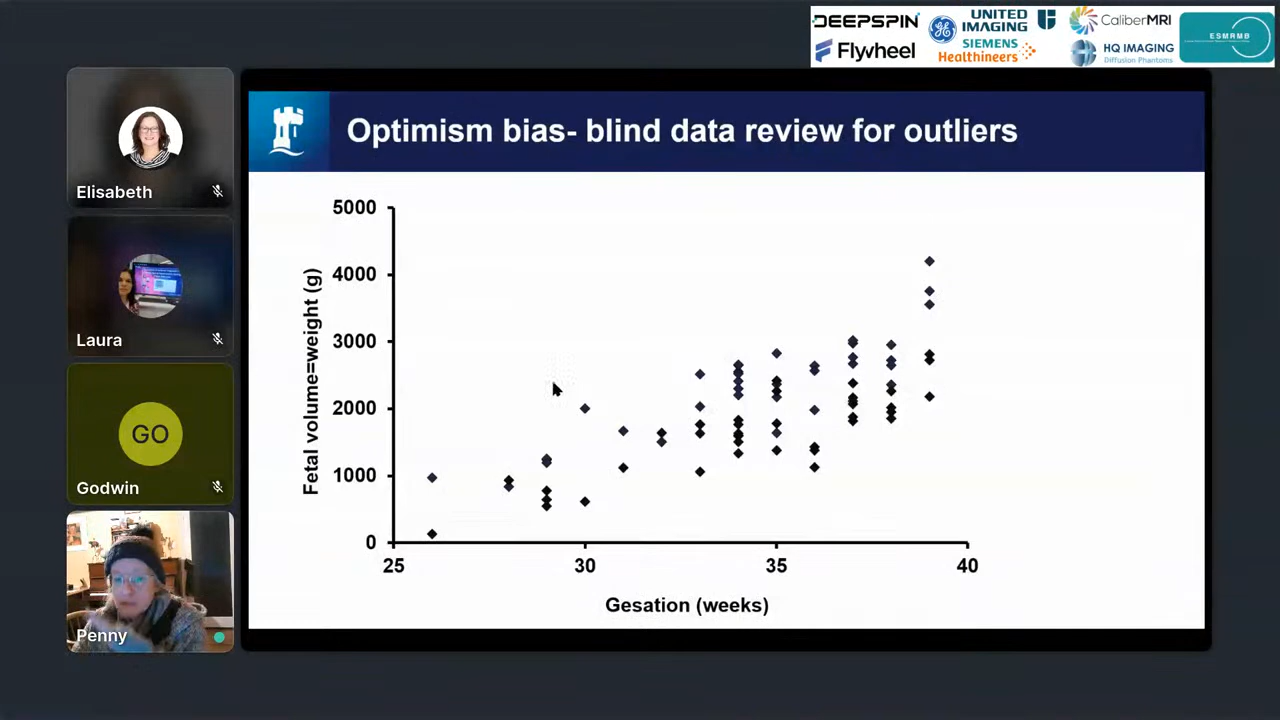 DEEPSPIN
Flywheel
UNITED
IMAGING
GE
SIEMENS
Healthineers
CaliberMRI
HQ IMAGING
Diffusion Phantoms
ESMRMB
Elisabeth
Laura
GO
Godwin
Penny
Optimism bias- blind data review for outliers
Fetal volume=weight (g)
5000
4000
3000
2000
1000
0
25 30 35 40
Gesation (weeks)